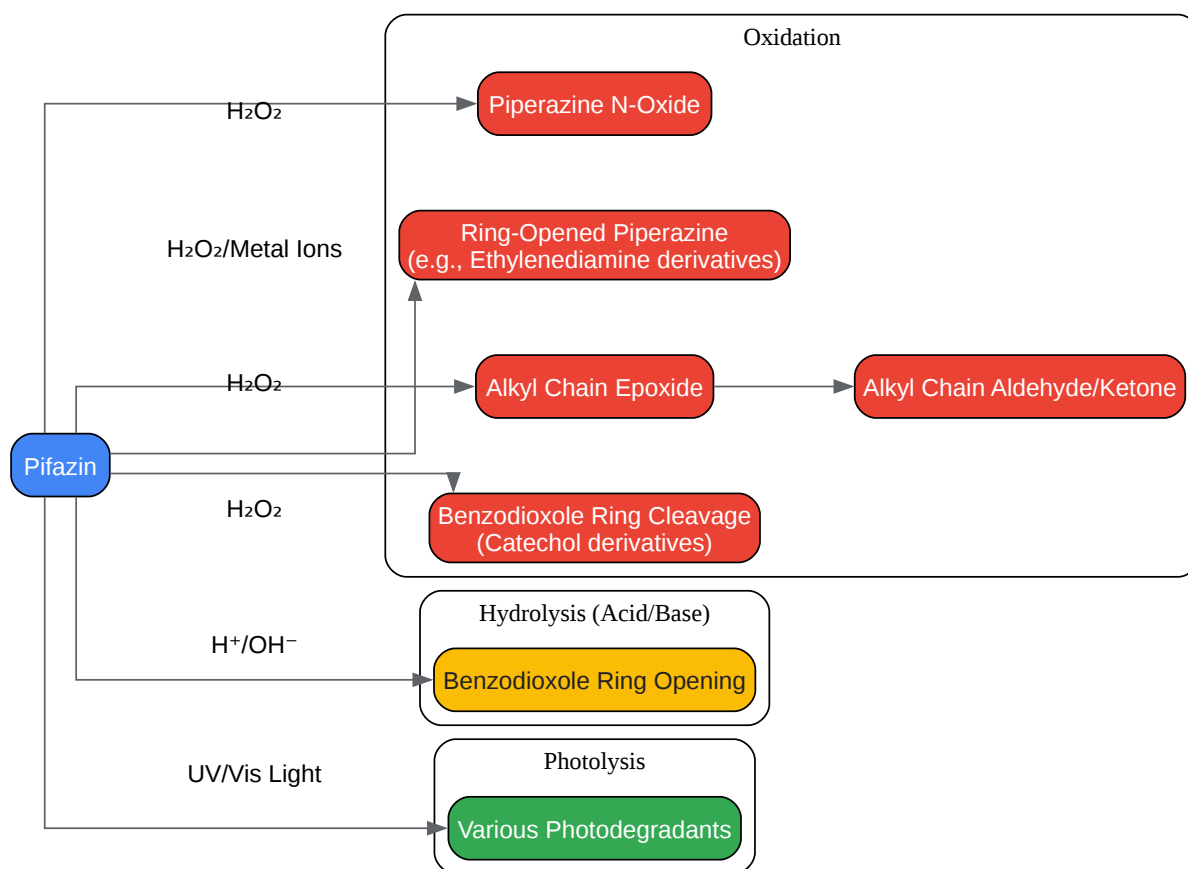 Oxidation
H₂O₂
Piperazine N-Oxide
H₂O₂/Metal Ions
Ring-Opened Piperazine
(e.g., Ethylenediamine derivatives)
H₂O₂
Alkyl Chain Epoxide
Alkyl Chain Aldehyde/Ketone
Pifazin
H₂O₂
Benzodioxole Ring Cleavage
(Catechol derivatives)
Hydrolysis (Acid/Base)
H⁺/OH⁻
Benzodioxole Ring Opening
Photolysis
UV/Vis Light
Various Photodegradants